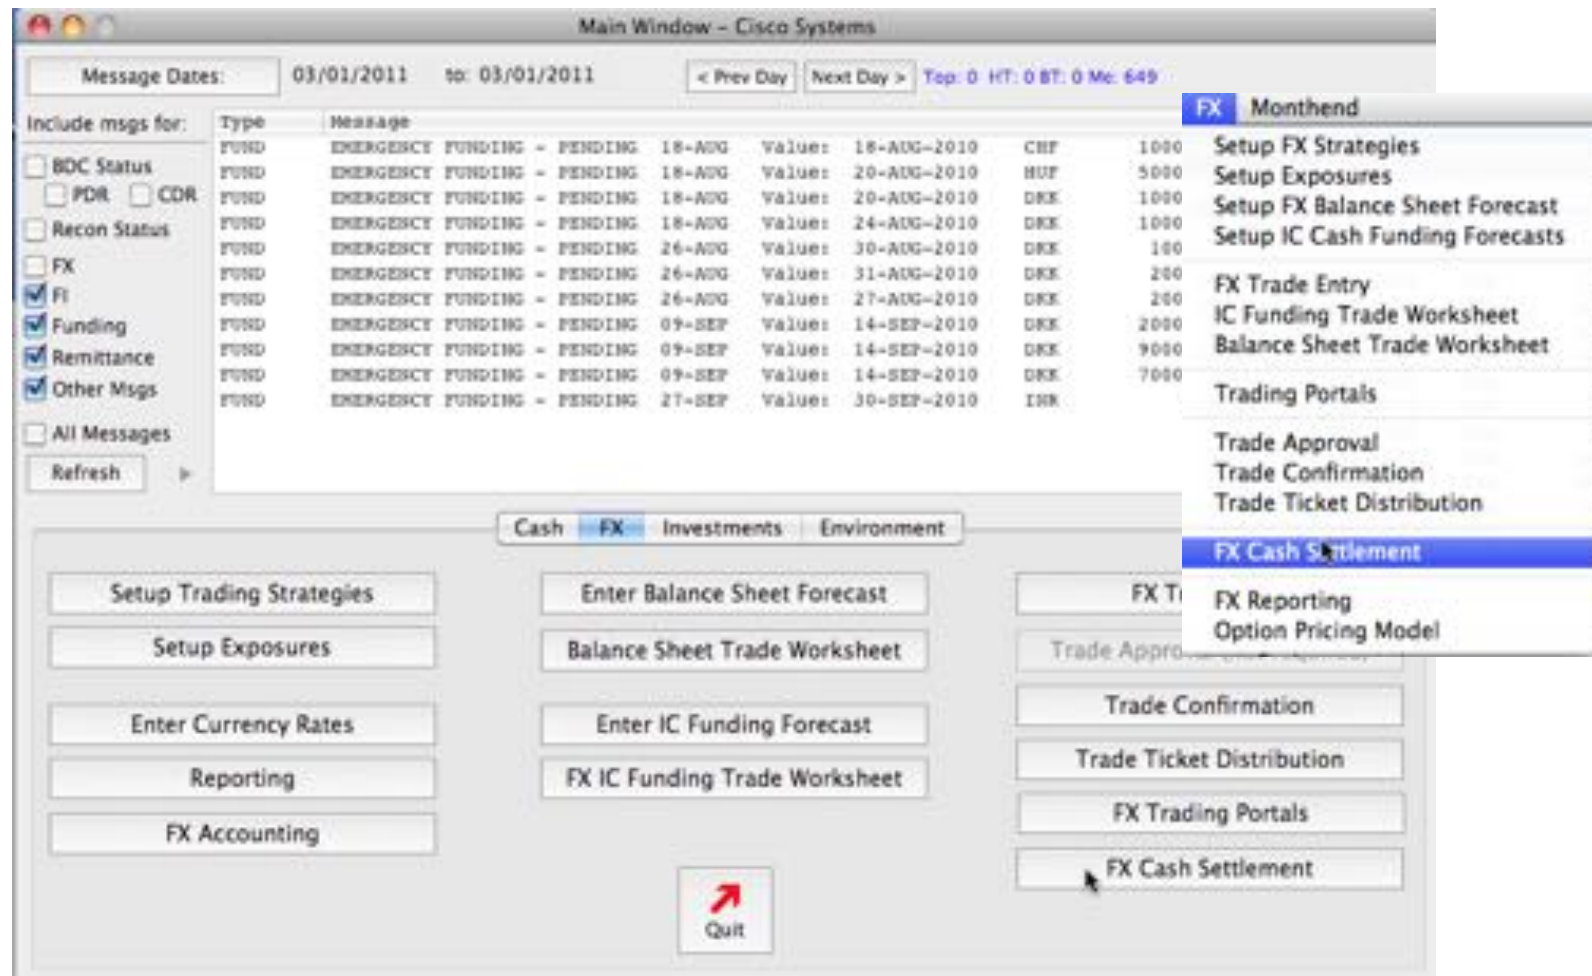 Main Window – Cisco Systems
Message Dates: 03/01/2011 to: 03/01/2011 < Prev Day Next Day > Top: 0 HT: 0 BT: 0 Me: 649
Include msgs for:
BDC Status
PDR CDR
Recon Status
FX
FI
Funding
Remittance
Other Msgs
All Messages
Refresh
Type Message
FUND EMERGENCY FUNDING - PENDING 18-AUG Value: 18-AUG-2010 CHF 1000
FUND EMERGENCY FUNDING - PENDING 18-AUG Value: 20-AUG-2010 HUF 5000
FUND EMERGENCY FUNDING - PENDING 18-AUG Value: 20-AUG-2010 DKK 1000
FUND EMERGENCY FUNDING - PENDING 18-AUG Value: 24-AUG-2010 DKK 1000
FUND EMERGENCY FUNDING - PENDING 26-AUG Value: 30-AUG-2010 DKK 100
FUND EMERGENCY FUNDING - PENDING 26-AUG Value: 31-AUG-2010 DKK 200
FUND EMERGENCY FUNDING - PENDING 26-AUG Value: 27-AUG-2010 DKK 200
FUND EMERGENCY FUNDING - PENDING 09-SEP Value: 14-SEP-2010 DKK 2000
FUND EMERGENCY FUNDING - PENDING 09-SEP Value: 14-SEP-2010 DKK 9000
FUND EMERGENCY FUNDING - PENDING 09-SEP Value: 14-SEP-2010 DKK 7000
FUND EMERGENCY FUNDING - PENDING 27-SEP Value: 30-SEP-2010 INR
FX Monthend
Setup FX Strategies
Setup Exposures
Setup FX Balance Sheet Forecast
Setup IC Cash Funding Forecasts
FX Trade Entry
IC Funding Trade Worksheet
Balance Sheet Trade Worksheet
Trading Portals
Trade Approval
Trade Confirmation
Trade Ticket Distribution
FX Cash Settlement
FX Reporting
Option Pricing Model
Cash FX Investments Environment
Setup Trading Strategies
Setup Exposures
Enter Currency Rates
Reporting
FX Accounting
Enter Balance Sheet Forecast
Balance Sheet Trade Worksheet
Enter IC Funding Forecast
FX IC Funding Trade Worksheet
Quit
FX
Trade
Trade Confirmation
Trade Ticket Distribution
FX Trading Portals
FX Cash Settlement